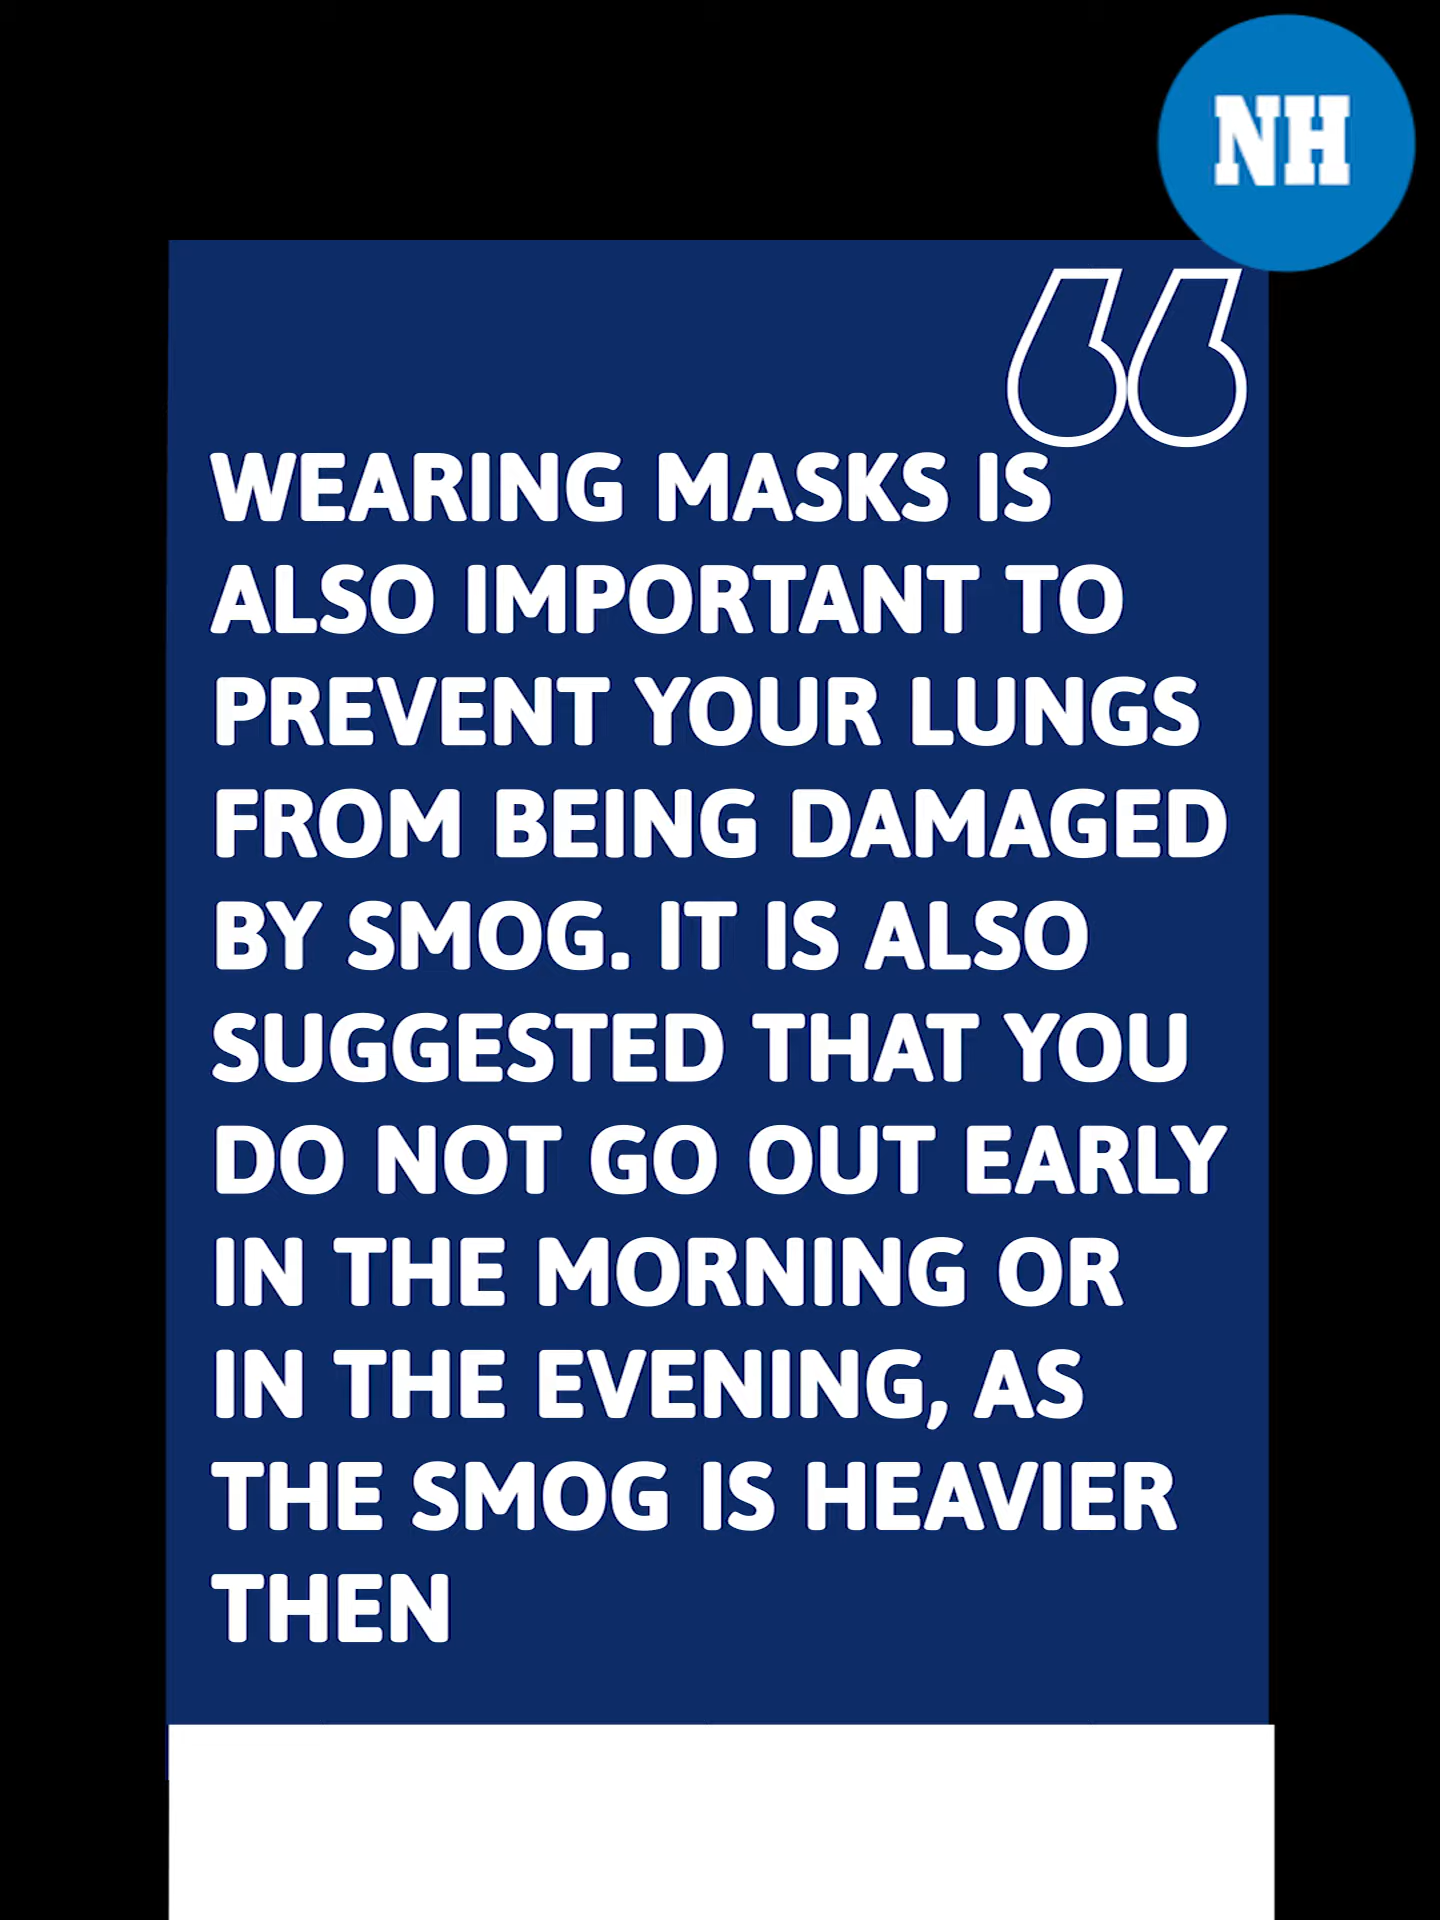 NH
“
WEARING MASKS IS
ALSO IMPORTANT TO
PREVENT YOUR LUNGS
FROM BEING DAMAGED
BY SMOG. IT IS ALSO
SUGGESTED THAT YOU
DO NOT GO OUT EARLY
IN THE MORNING OR
IN THE EVENING, AS
THE SMOG IS HEAVIER
THEN